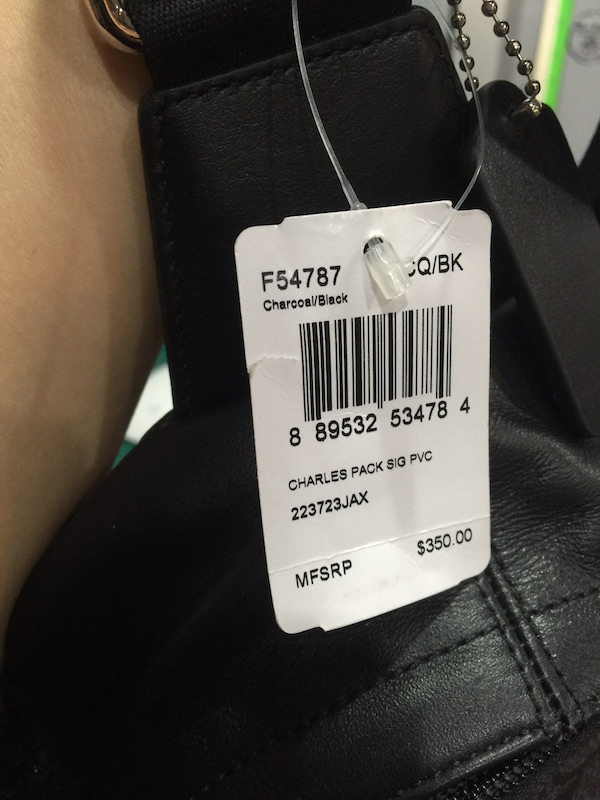 F54787 CQ/BK
Charcoal/Black
8 89532 53478 4
CHARLES PACK SIG PVC
223723JAX
MFSRP $350.00